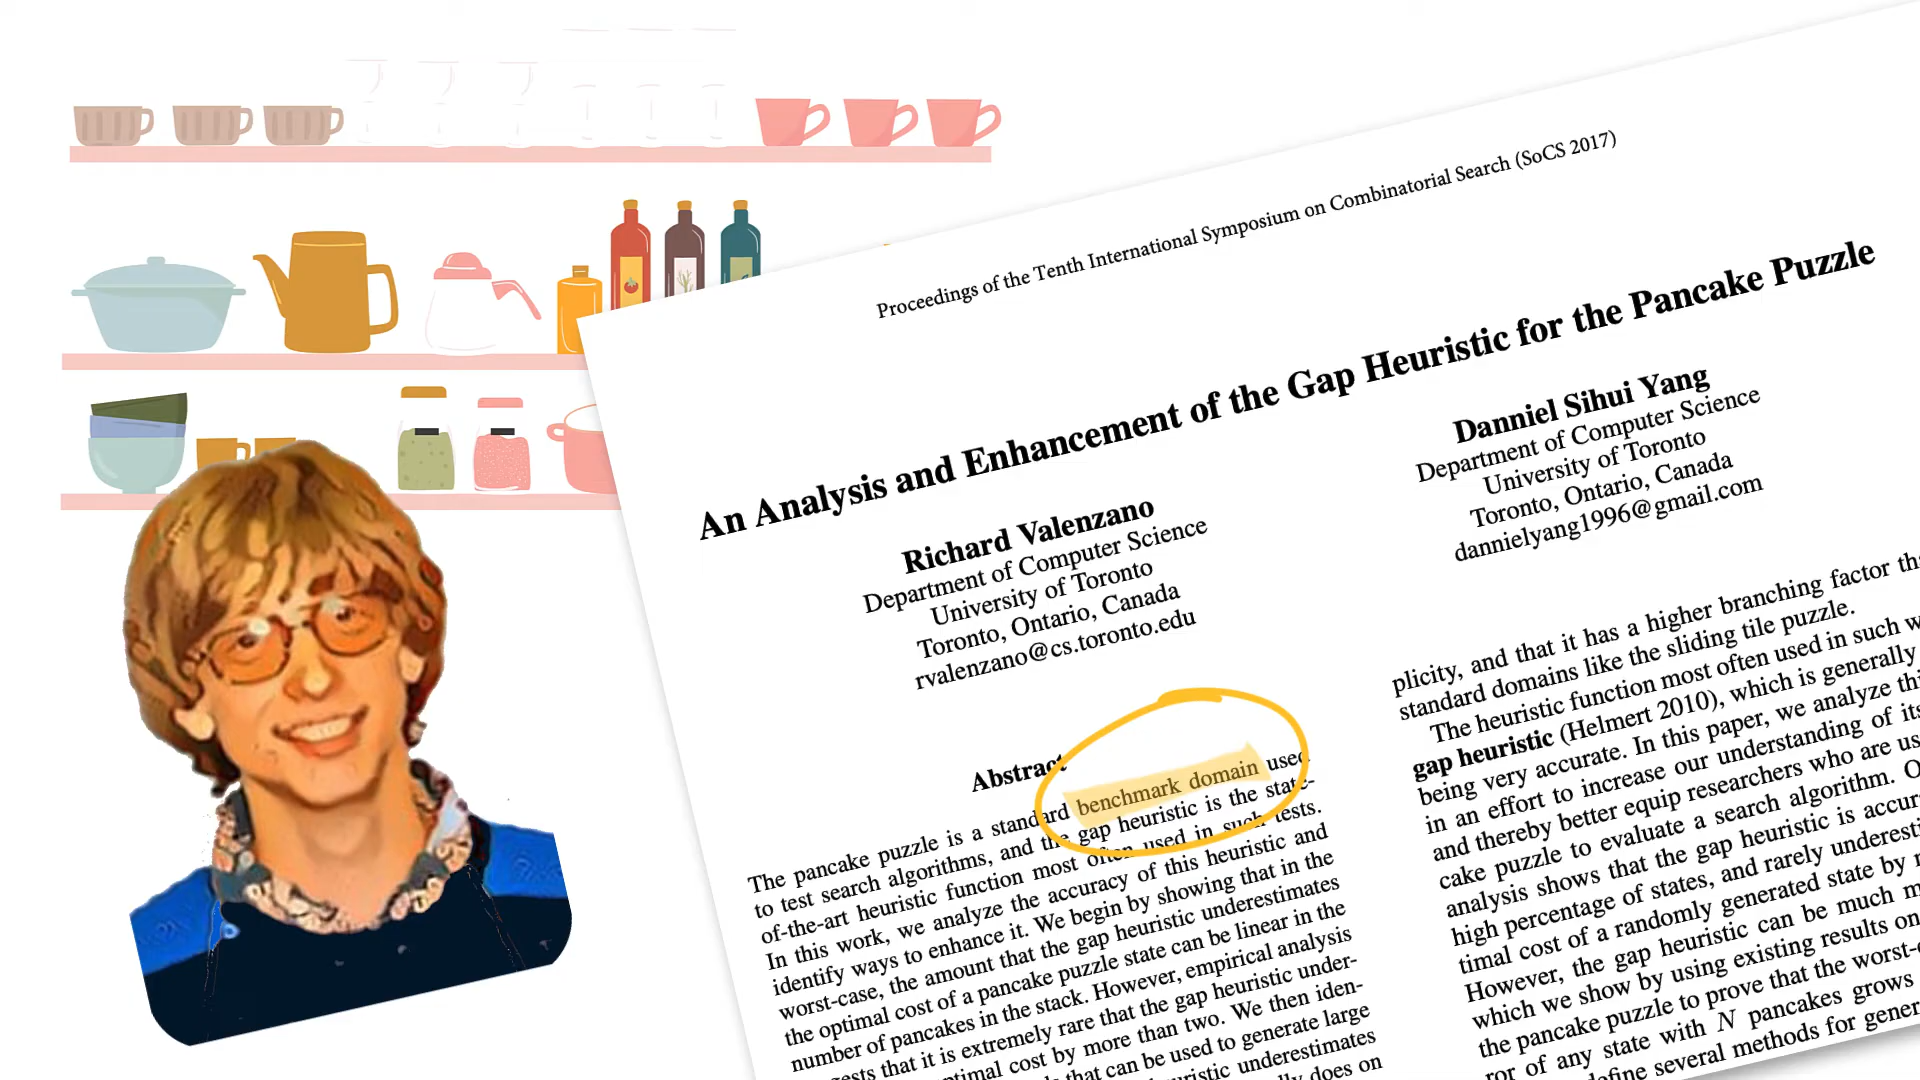 Proceedings of the Tenth International Symposium on Combinatorial Search (SoCS 2017)
An Analysis and Enhancement of the Gap Heuristic for the Pancake Puzzle
Richard Valenzano
Department of Computer Science
University of Toronto
Toronto, Ontario, Canada
rvalenzano@cs.toronto.edu
Danniel Sihui Yang
Department of Computer Science
University of Toronto
Toronto, Ontario, Canada
dannielyang1996@gmail.com
Abstract
The pancake puzzle is a standard benchmark domain used
to test search algorithms, and the gap heuristic is the state-
of-the-art heuristic function most often used in such tests.
In this work, we analyze the accuracy of this heuristic and
identify ways to enhance it. We begin by showing that in the
worst-case, the amount that the gap heuristic underestimates
the optimal cost of a pancake puzzle state can be linear in the
number of pancakes in the stack. However, empirical analysis
gests that it is extremely rare that the gap heuristic under-
optimal cost by more than two. We then iden-
that can be used to generate large
uristic underestimates
lly does on
plicity, and that it has a higher branching factor tha
standard domains like the sliding tile puzzle.
The heuristic function most often used in such w
gap heuristic (Helmert 2010), which is generally
being very accurate. In this paper, we analyze thi
in an effort to increase our understanding of its
and thereby better equip researchers who are us
cake puzzle to evaluate a search algorithm. O
analysis shows that the gap heuristic is accur
high percentage of states, and rarely underesti
timal cost of a randomly generated state by m
However, the gap heuristic can be much m
which we show by using existing results on
the pancake puzzle to prove that the worst-c
ror of any state with N pancakes grows
define several methods for gener